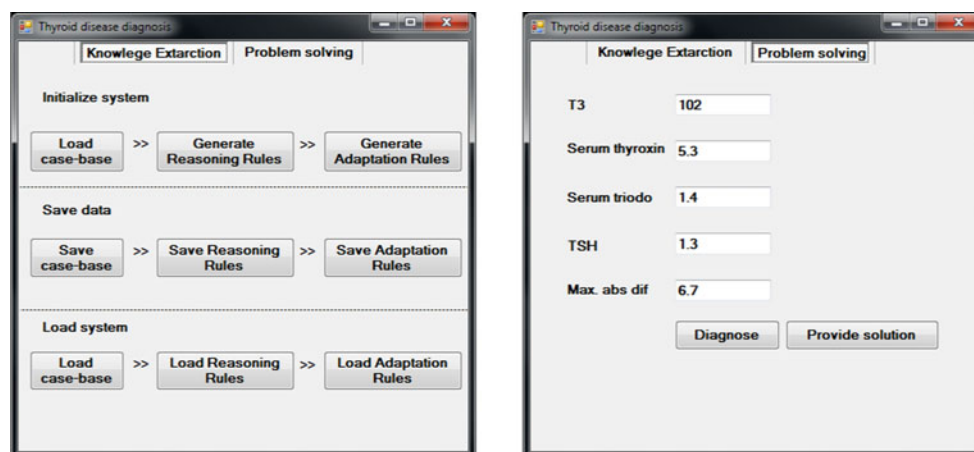 Thyroid disease diagnosis
Knowlege Extarction Problem solving
Initialize system
Load case-base >> Generate Reasoning Rules >> Generate Adaptation Rules
Save data
Save case-base >> Save Reasoning Rules >> Save Adaptation Rules
Load system
Load case-base >> Load Reasoning Rules >> Load Adaptation Rules
Thyroid disease diagnosis
Knowlege Extarction Problem solving
T3 102
Serum thyroxin 5.3
Serum triodo 1.4
TSH 1.3
Max. abs dif 6.7
Diagnose Provide solution